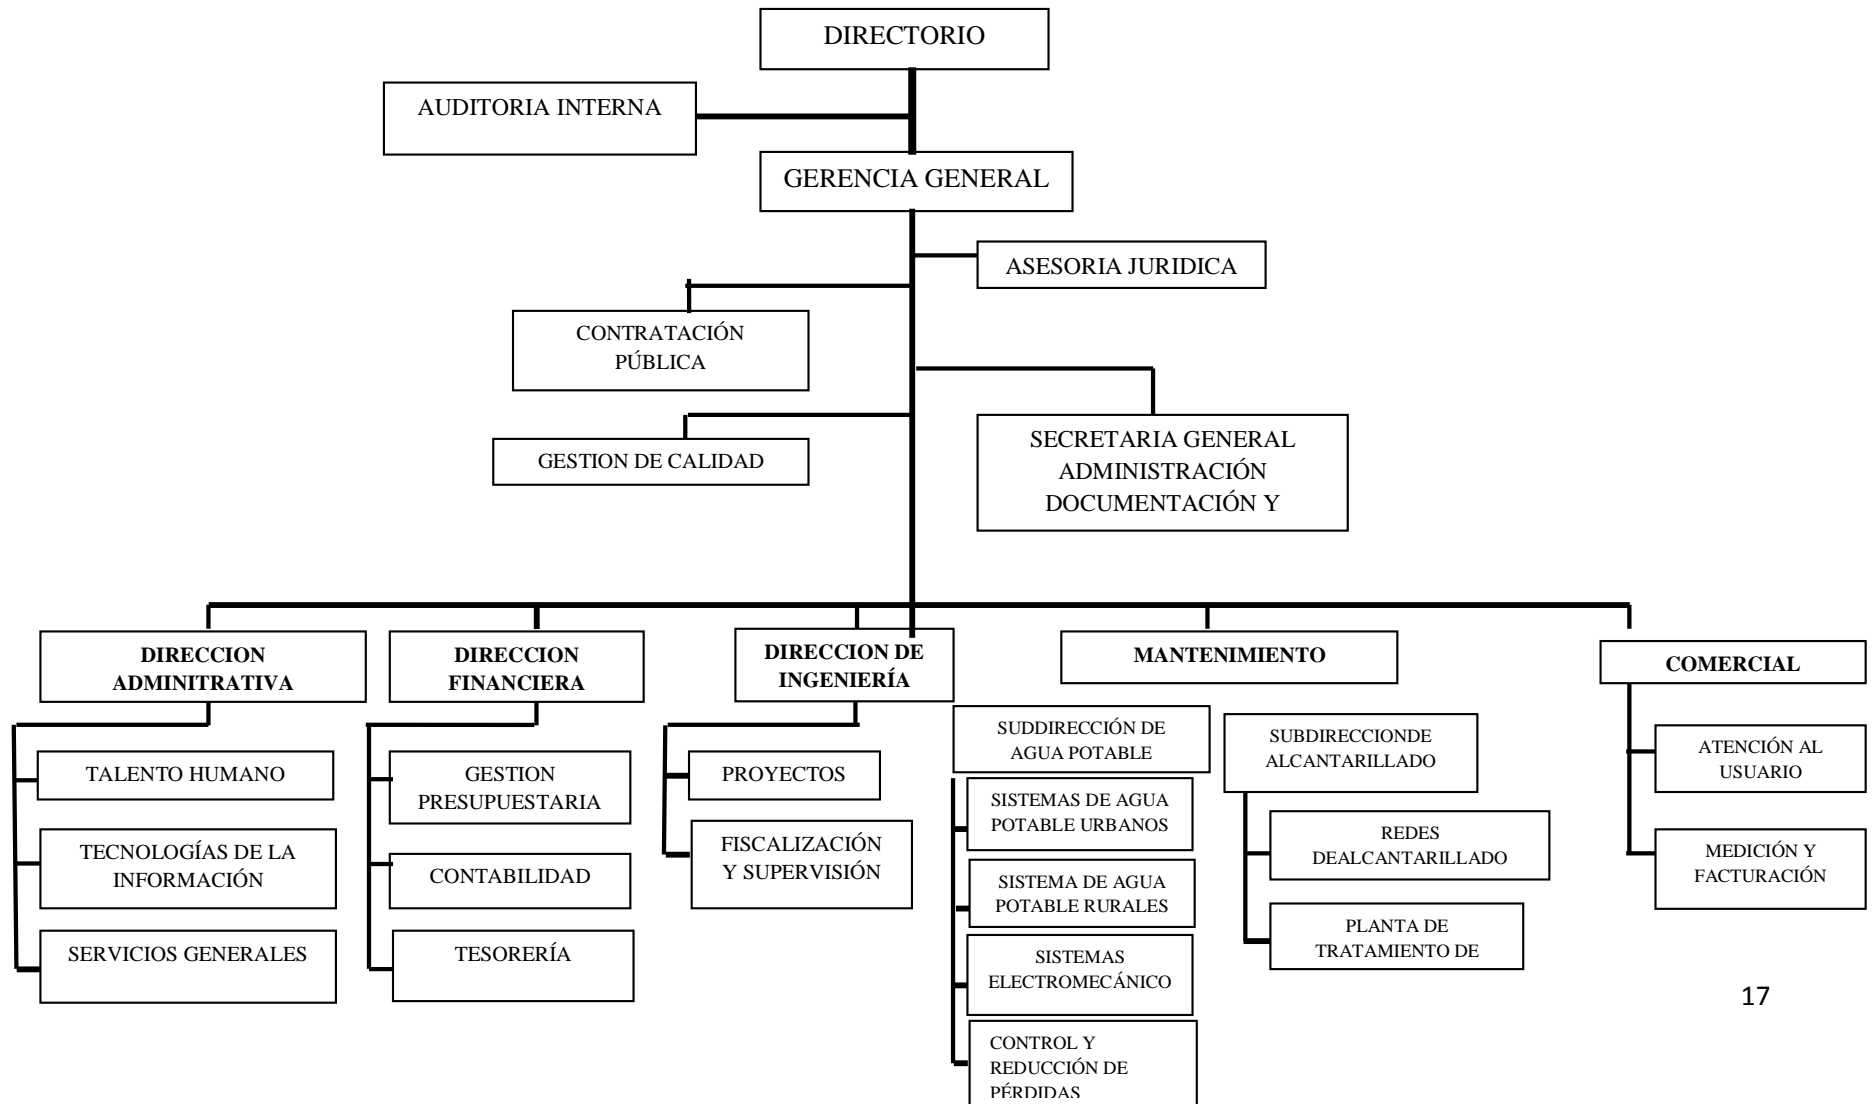 DIRECTORIO
AUDITORIA INTERNA
GERENCIA GENERAL
ASESORIA JURIDICA
CONTRATACIÓN
PÚBLICA
SECRETARIA GENERAL
ADMINISTRACIÓN
DOCUMENTACIÓN Y
GESTION DE CALIDAD
DIRECCION
ADMINITRATIVA
TALENTO HUMANO
TECNOLOGÍAS DE LA
INFORMACIÓN
SERVICIOS GENERALES
DIRECCION
FINANCIERA
GESTION
PRESUPUESTARIA
CONTABILIDAD
TESORERÍA
DIRECCION DE
INGENIERÍA
PROYECTOS
FISCALIZACIÓN
Y SUPERVISIÓN
MANTENIMIENTO
SUDDIRECCIÓN DE
AGUA POTABLE
SISTEMAS DE AGUA
POTABLE URBANOS
SISTEMA DE AGUA
POTABLE RURALES
SISTEMAS
ELECTROMECÁNICO
CONTROL Y
REDUCCIÓN DE
PÉRDIDAS
SUBDIRECCIONDE
ALCANTARILLADO
REDES
DEALCANTARILLADO
PLANTA DE
TRATAMIENTO DE
COMERCIAL
ATENCIÓN AL
USUARIO
MEDICIÓN Y
FACTURACIÓN
17